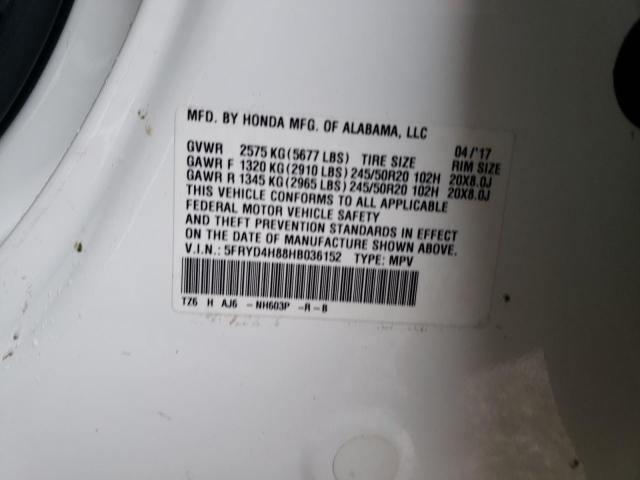 MFD. BY HONDA MFG. OF ALABAMA, LLC
GVWR 2575 KG(5677 LBS) TIRE SIZE 04/'17 RIM SIZE
GAWR F 1320 KG(2910 LBS)245/50R20 102H 20X8.0J
GAWR R 1345 KG(2965 LBS)245/50R20 102H 20X8.0J
THIS VEHICLE CONFORMS TO ALL APPLICABLE
FEDERAL MOTOR VEHICLE SAFETY
AND THEFT PREVENTION STANDARDS IN EFFECT
ON THE DATE OF MANUFACTURE SHOWN ABOVE.
V.I.N.: 5FRYD4H88HB036152 TYPE: MPV
TZ6 H AJ6 -NH603P -R-B